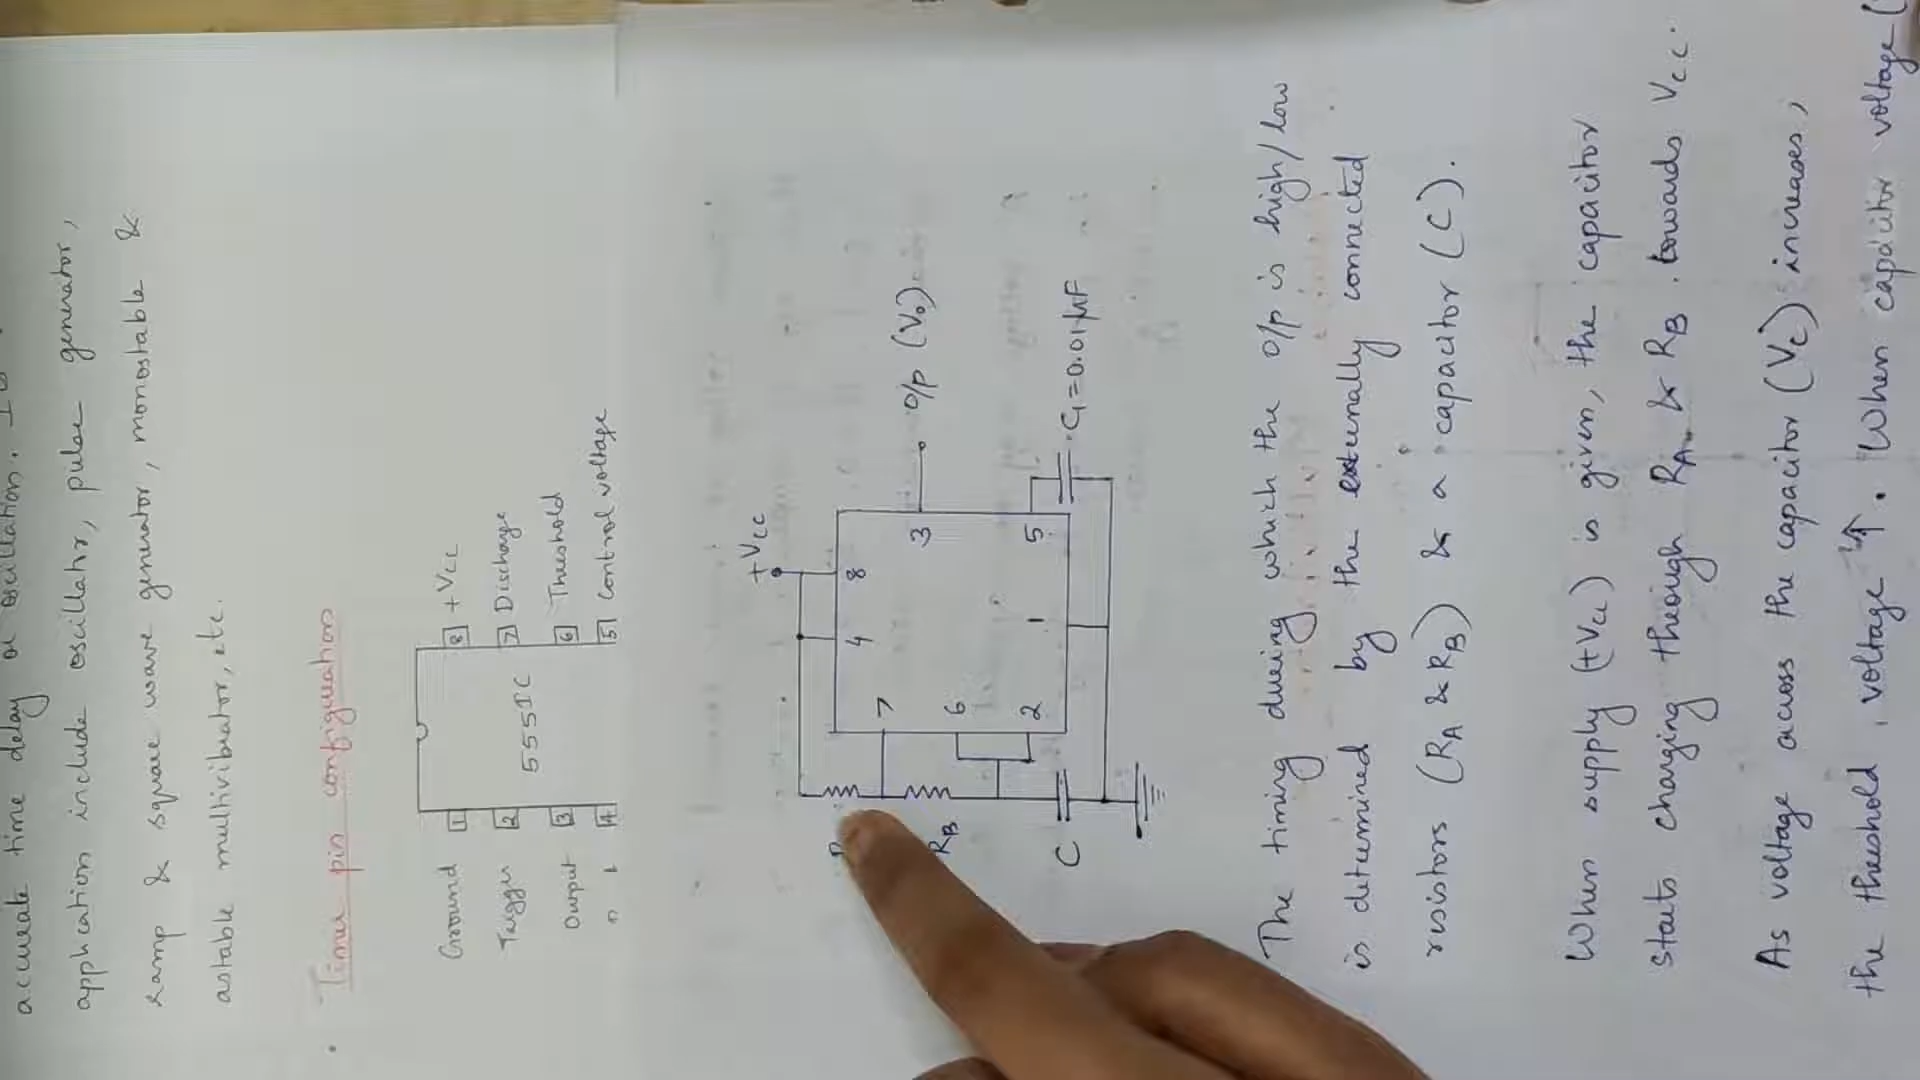 accurate time delay or oscillation.
application include oscillatr, pulse generator,
ramp & square wave generator, monostable &
astable multivibrator, etc.
• Timer pin configuration
Ground 1 8 +Vcc
Trigger 2 7 Discharge
555IC
Output 3 6 Threshold
4 5 control voltage
+Vcc
4 8
7
3 o/p (V₀)
RB
6
2 1 5 C₁=0.01µF
C
The timing during which the o/p is high/low
is determined by the externally connected
resistors (RA & RB) & a capacitor (C).
When supply (+Vcc) is given, the capacitor
starts charging through RA & RB towards Vcc.
As voltage across the capacitor (Vc) increases,
the threshold voltage ↑. When capacitor voltage